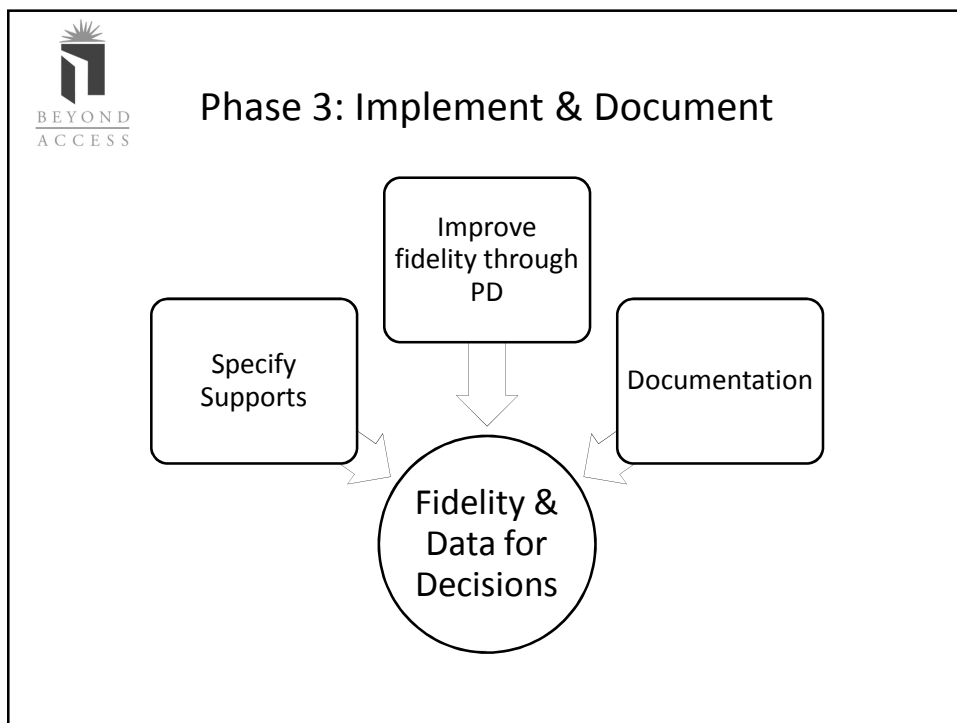 BEYOND
ACCESS
Phase 3: Implement & Document
Improve
fidelity through
PD
Specify
Supports
Documentation
Fidelity &
Data for
Decisions